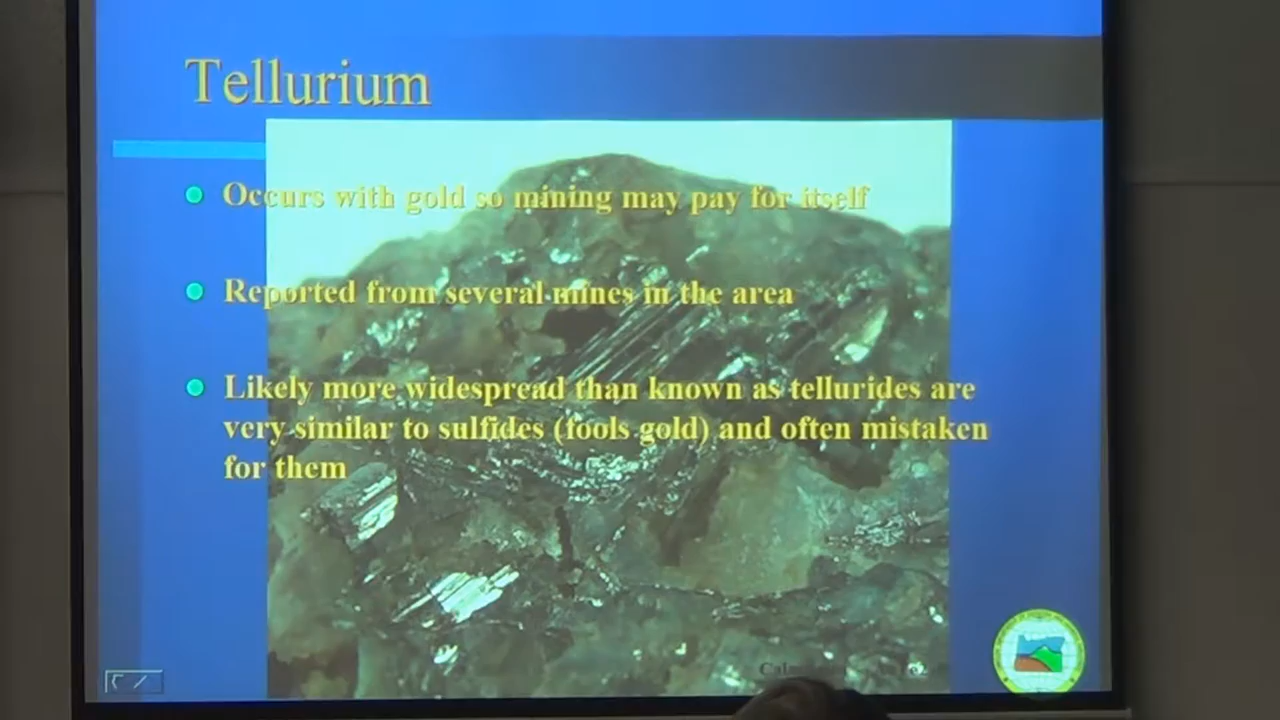 Tellurium
Occurs with gold so mining may pay for itself
Reported from several mines in the area
Likely more widespread than known as tellurides are
very similar to sulfides (fools gold) and often mistaken
for them